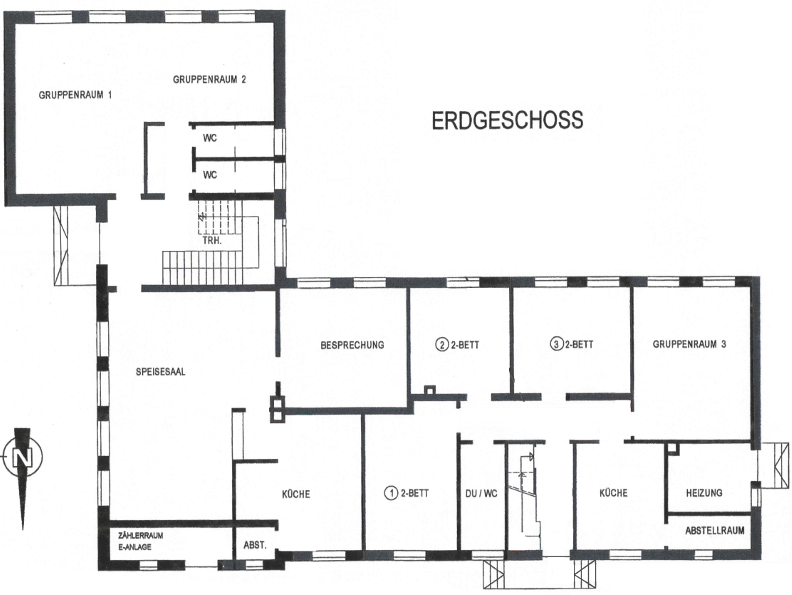 GRUPPENRAUM 1
GRUPPENRAUM 2
ERDGESCHOSS
WC
WC
TRH.
SPEISESAAL
BESPRECHUNG
2 2-BETT
3 2-BETT
GRUPPENRAUM 3
N
KÜCHE
1 2-BETT
DU / WC
KÜCHE
HEIZUNG
ZÄHLERRAUM
E-ANLAGE
ABST.
ABSTELLRAUM